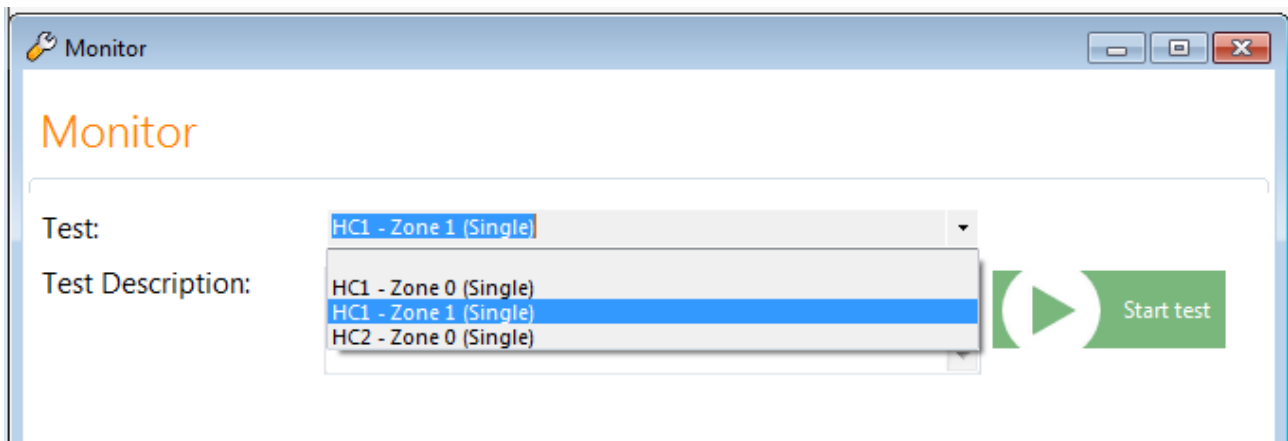 Monitor
Monitor
Test:
HC1 - Zone 1 (Single)
Test Description:
HC1 - Zone 0 (Single)
HC1 - Zone 1 (Single)
HC2 - Zone 0 (Single)
Start test